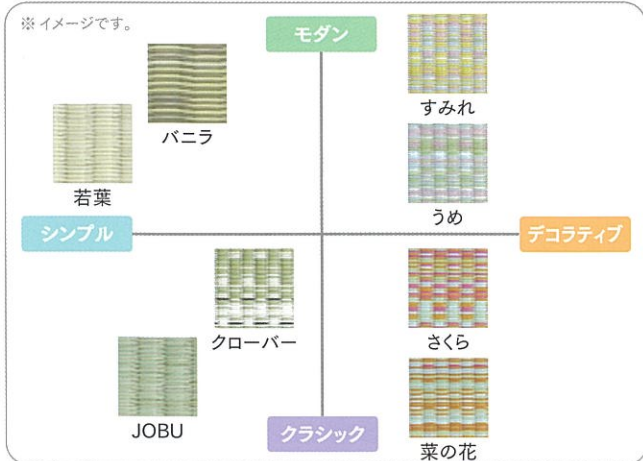 ※イメージです。
モダン
バニラ
すみれ
若葉
うめ
シンプル
デコラティブ
クローバー
さくら
JOBU
クラシック
菜の花